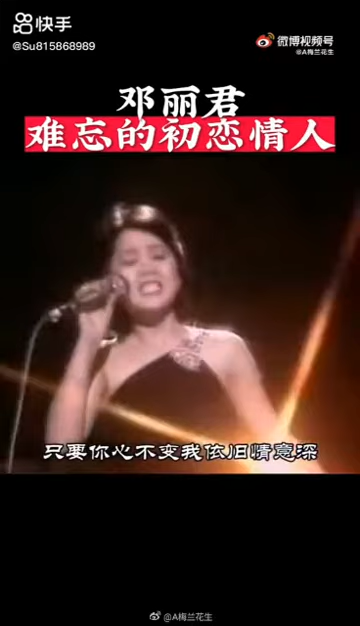 快手
@Su815868989
微博视频号
@A梅兰花生
邓丽君
难忘的初恋情人
只要你心不变我依旧情意深
@A梅兰花生